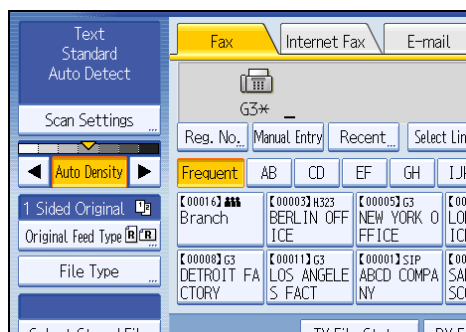 Text
Standard
Auto Detect
Scan Settings
Auto Density
1 Sided Original
Original Feed Type R R
File Type
Fax
Internet Fax
E-mail
G3* _
Reg. No.
Manual Entry
Recent
Select Lin
Frequent
AB
CD
EF
GH
IJ
[00016]
Branch
[00003] H323
BERLIN OFF
ICE
[00005] G3
NEW YORK O
FFICE
[00008] G3
DETROIT FA
CTORY
[00011] G3
LOS ANGELE
S FACT
[00001] SIP
ABCD COMPA
NY